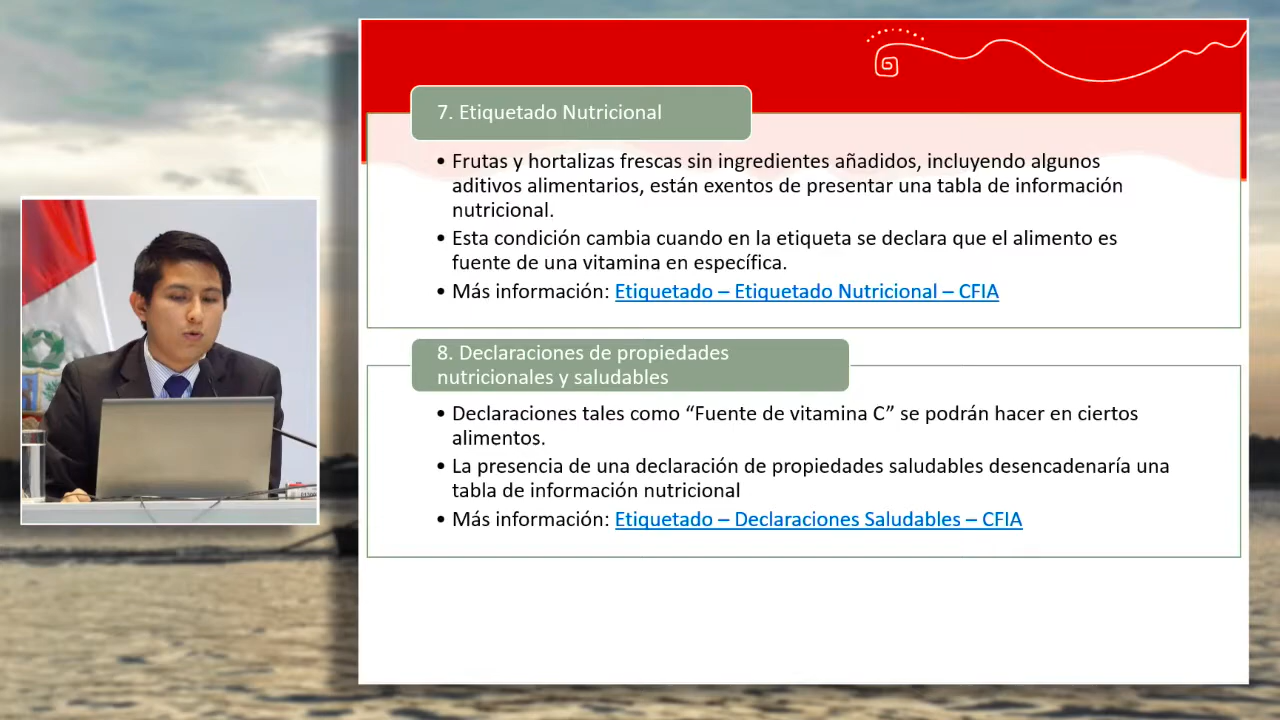 7. Etiquetado Nutricional
• Frutas y hortalizas frescas sin ingredientes añadidos, incluyendo algunos
aditivos alimentarios, están exentos de presentar una tabla de información
nutricional.
• Esta condición cambia cuando en la etiqueta se declara que el alimento es
fuente de una vitamina en específica.
• Más información: Etiquetado – Etiquetado Nutricional – CFIA
8. Declaraciones de propiedades
nutricionales y saludables
• Declaraciones tales como “Fuente de vitamina C” se podrán hacer en ciertos
alimentos.
• La presencia de una declaración de propiedades saludables desencadenaría una
tabla de información nutricional
• Más información: Etiquetado – Declaraciones Saludables – CFIA